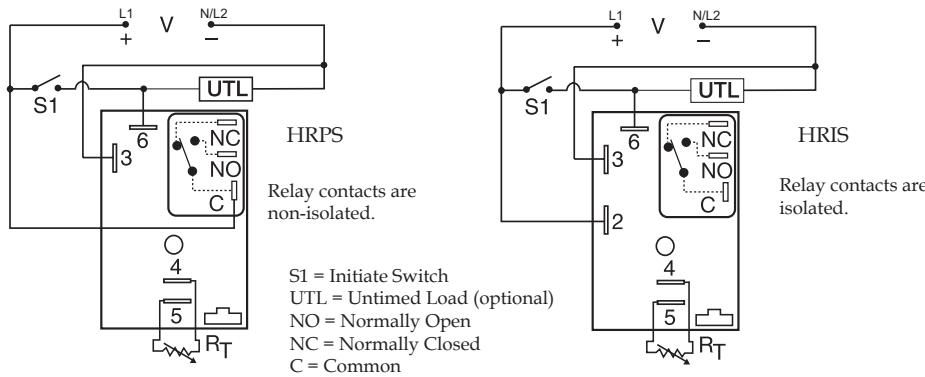 L1 V N/L2
+ −
S1 UTL
6
3
NC
NO
C
HRPS
Relay contacts are
non-isolated.
4
5
RT
S1 = Initiate Switch
UTL = Untimed Load (optional)
NO = Normally Open
NC = Normally Closed
C = Common
L1 V N/L2
+ −
S1 UTL
6
3
NC
NO
C
2
HRIS
Relay contacts are
isolated.
4
5
RT